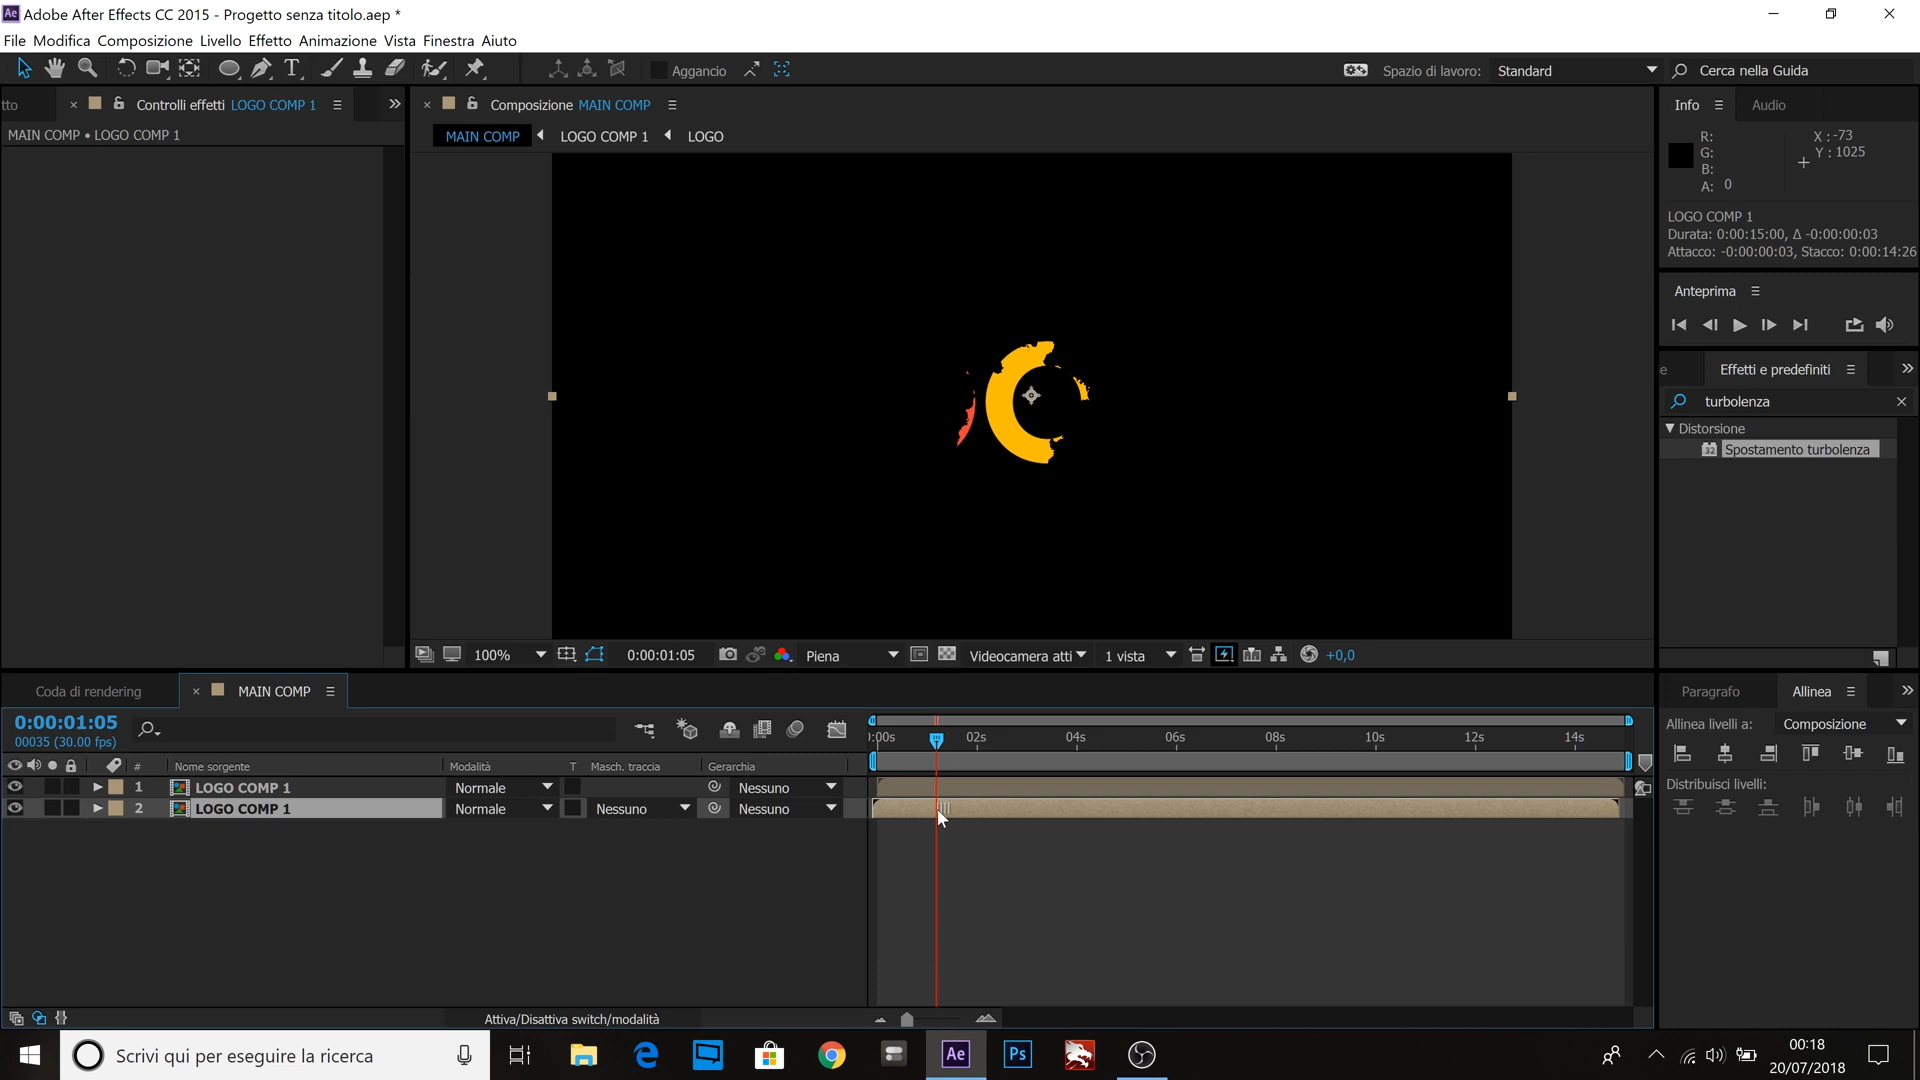 Adobe After Effects CC 2015 - Progetto senza titolo.aep *
File Modifica Composizione Livello Effetto Animazione Vista Finestra Aiuto
Aggancio
Spazio di lavoro: Standard
Cerca nella Guida
tto
Controlli effetti LOGO COMP 1
Composizione MAIN COMP
Info Audio
MAIN COMP • LOGO COMP 1
MAIN COMP LOGO COMP 1 LOGO
R:
G:
B:
A: 0
X : -73
Y : 1025
LOGO COMP 1
Durata: 0:00:15:00, Δ -0:00:00:03
Attacco: -0:00:00:03, Stacco: 0:00:14:26
Anteprima
e
Effetti e predefiniti
turbolenza
Distorsione
32 Spostamento turbolenza
100%
0:00:01:05
Piena
Videocamera atti
1 vista
+0,0
Coda di rendering
MAIN COMP
Paragrafo Allinea
0:00:01:05
00035 (30.00 fps)
):00s 02s 04s 06s 08s 10s 12s 14s
Allinea livelli a: Composizione
# Nome sorgente Modalità T Masch. traccia Gerarchia
1 LOGO COMP 1 Normale Nessuno
2 LOGO COMP 1 Normale Nessuno Nessuno
Distribuisci livelli:
Attiva/Disattiva switch/modalità
Scrivi qui per eseguire la ricerca
Ae
Ps
00:18
20/07/2018